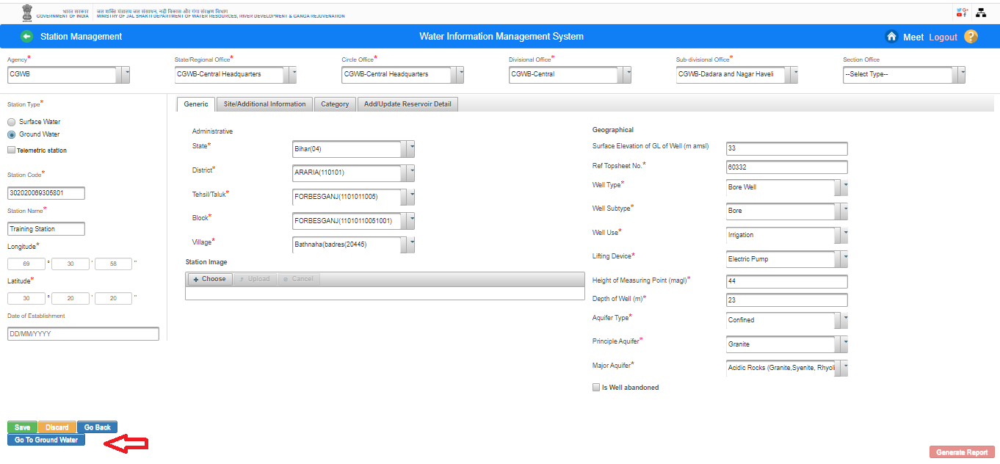 भारत सरकार
GOVERNMENT OF INDIA
जल शक्ति मंत्रालय जल संसाधन, नदी विकास और गंगा संरक्षण विभाग
MINISTRY OF JAL SHAKTI DEPARTMENT OF WATER RESOURCES, RIVER DEVELOPMENT & GANGA REJUVENATION
Station Management
Water Information Management System
Meet Logout ?
Agency* State/Regional Office* Circle Office* Divisional Office* Sub-divisional Office* Section Office
CGWB CGWB-Central Headquarters CGWB-Central Headquarters CGWB-Central CGWB-Dadara and Nagar Haveli --Select Type--
Station Type*
Surface Water
Ground Water
Telemetric station
Station Code*
302020069305801
Station Name*
Training Station
Longitude*
69 ° 30 ' 58 "
Latitude*
30 ° 20 ' 20 "
Date of Establishment
DD/MM/YYYY
Generic Site/Additional Information Category Add/Update Reservoir Detail
Administrative
State* Bihar(04)
District* ARARIA(110101)
Tehsil/Taluk* FORBESGANJ(1101011005)
Block* FORBESGANJ(11010110051001)
Village* Bathnaha(badres(20445)
Station Image
Choose Upload Cancel
Geographical
Surface Elevation of GL of Well (m amsl) 33
Ref Topsheet No.* 60332
Well Type* Bore Well
Well Subtype* Bore
Well Use* Irrigation
Lifting Device* Electric Pump
Height of Measuring Point (magl)* 44
Depth of Well (m)* 23
Aquifer Type* Confined
Principle Aquifer* Granite
Major Aquifer* Acidic Rocks (Granite,Syenite, Rhyoli
Is Well abandoned
Save Discard Go Back
Go To Ground Water
Generate Report